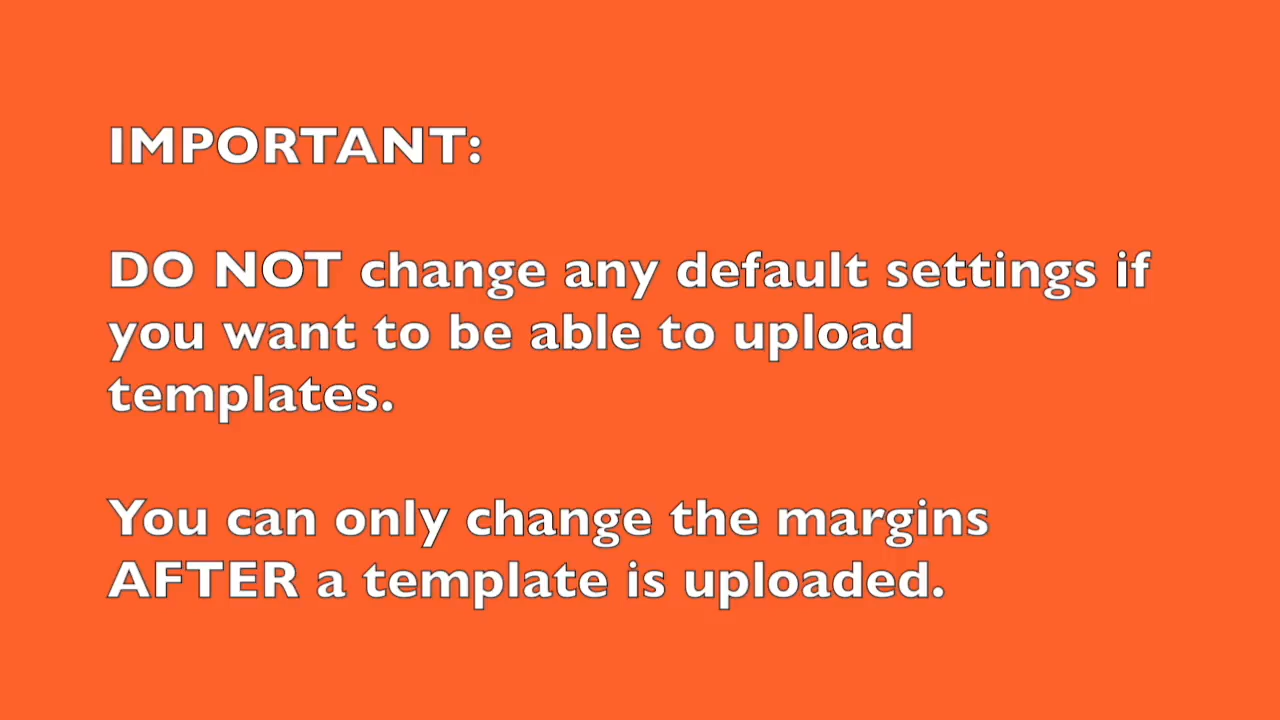 IMPORTANT:
DO NOT change any default settings if
you want to be able to upload
templates.
You can only change the margins
AFTER a template is uploaded.